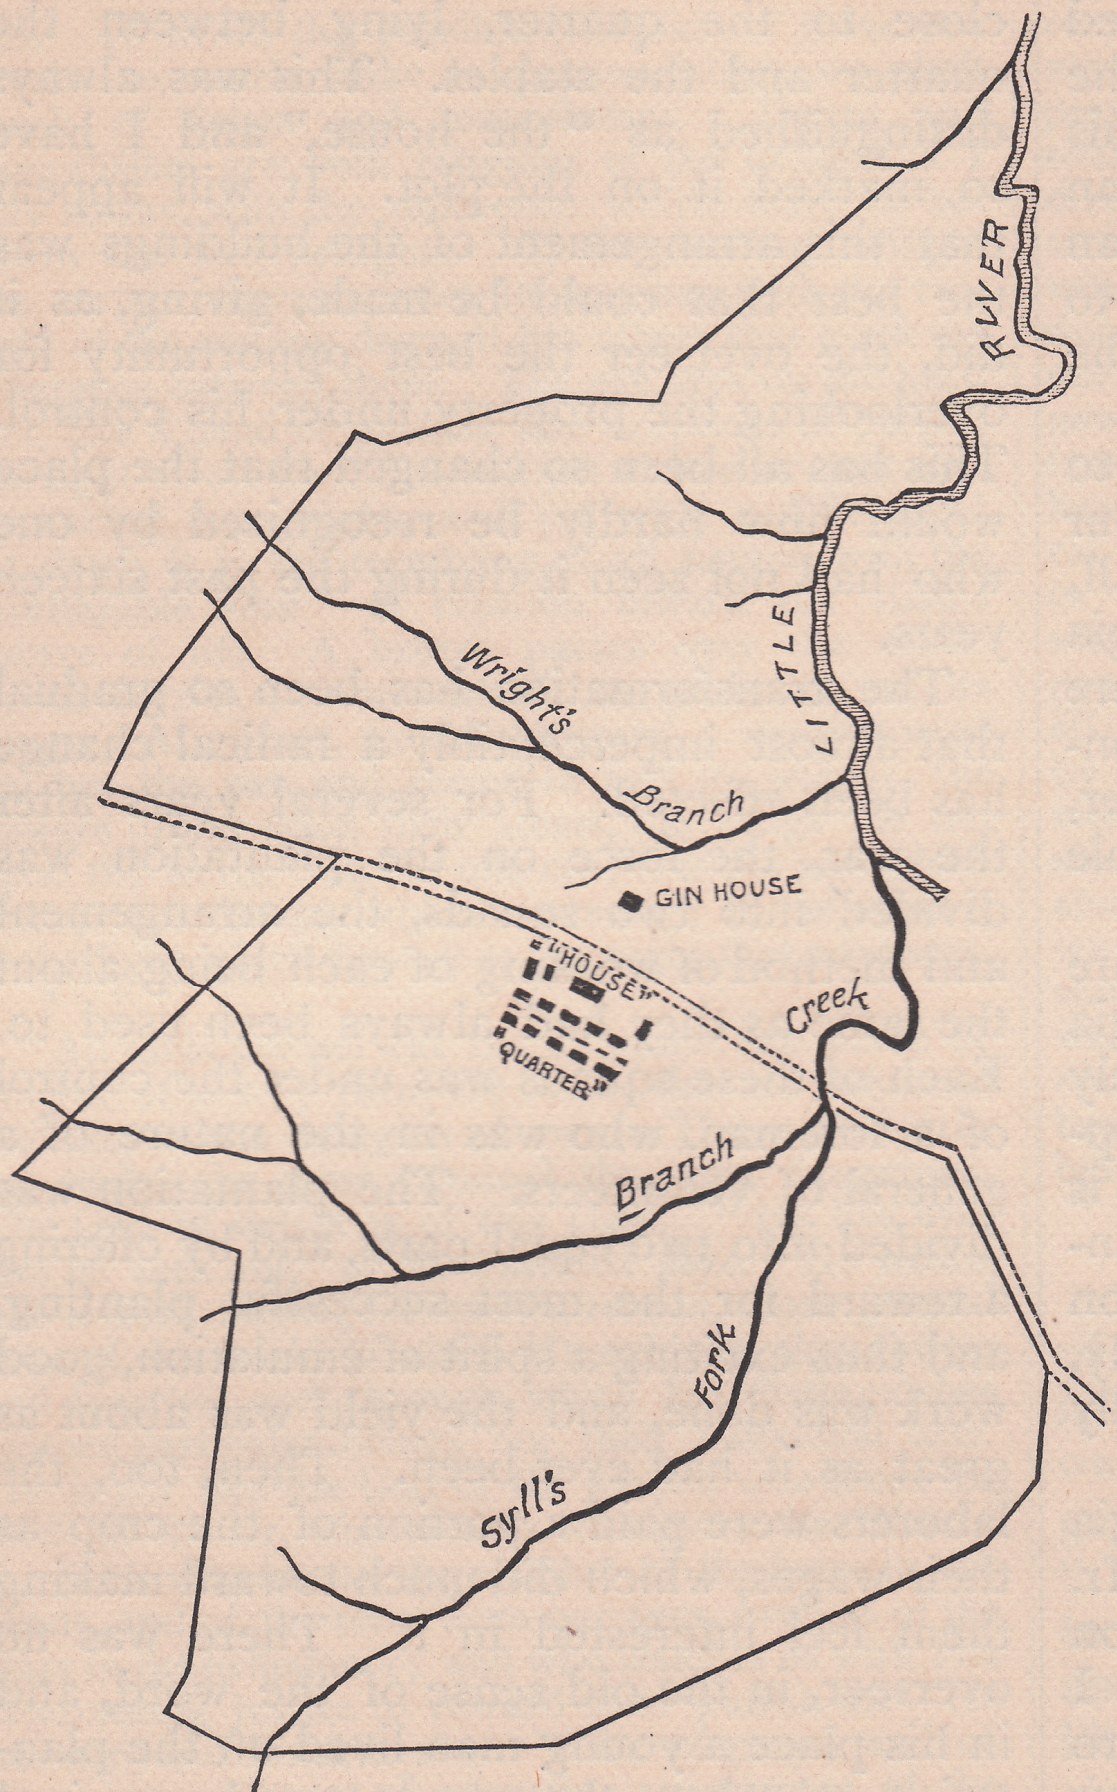 RIVER
LITTLE
Wright's
Branch
GIN HOUSE
"HOUSE"
"QUARTER"
Creek
Branch
Fork
Syll's